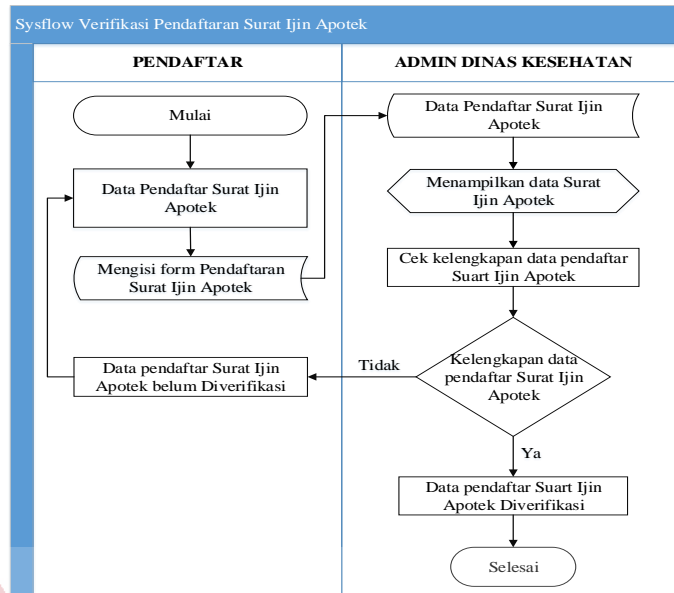 Sysflow Verifikasi Pendaftaran Surat Ijin Apotek
PENDAFTAR
ADMIN DINAS KESEHATAN
Mulai
Data Pendaftar Surat Ijin
Apotek
Mengisi form Pendaftaran
Surat Ijin Apotek
Data pendaftar Surat Ijin
Apotek belum Diverifikasi
Data Pendaftar Surat Ijin
Apotek
Menampilkan data Surat
Ijin Apotek
Cek kelengkapan data pendaftar
Suart Ijin Apotek
Kelengkapan data
pendaftar Surat Ijin
Apotek
Tidak
Ya
Data pendaftar Suart Ijin
Apotek Diverifikasi
Selesai